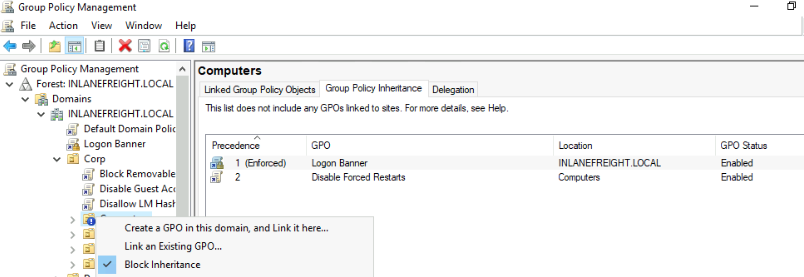 Group Policy Management
File Action View Window Help
Group Policy Management
Forest: INLANEFREIGHT.LOCAL
Domains
INLANEFREIGHT.LOCAL
Default Domain Polic
Logon Banner
Corp
Block Removable
Disable Guest Acc
Disallow LM Hash
Computers
Linked Group Policy Objects Group Policy Inheritance Delegation
This list does not include any GPOs linked to sites. For more details, see Help.
Precedence GPO Location GPO Status
1 (Enforced) Logon Banner INLANEFREIGHT.LOCAL Enabled
2 Disable Forced Restarts Computers Enabled
Create a GPO in this domain, and Link it here...
Link an Existing GPO...
Block Inheritance